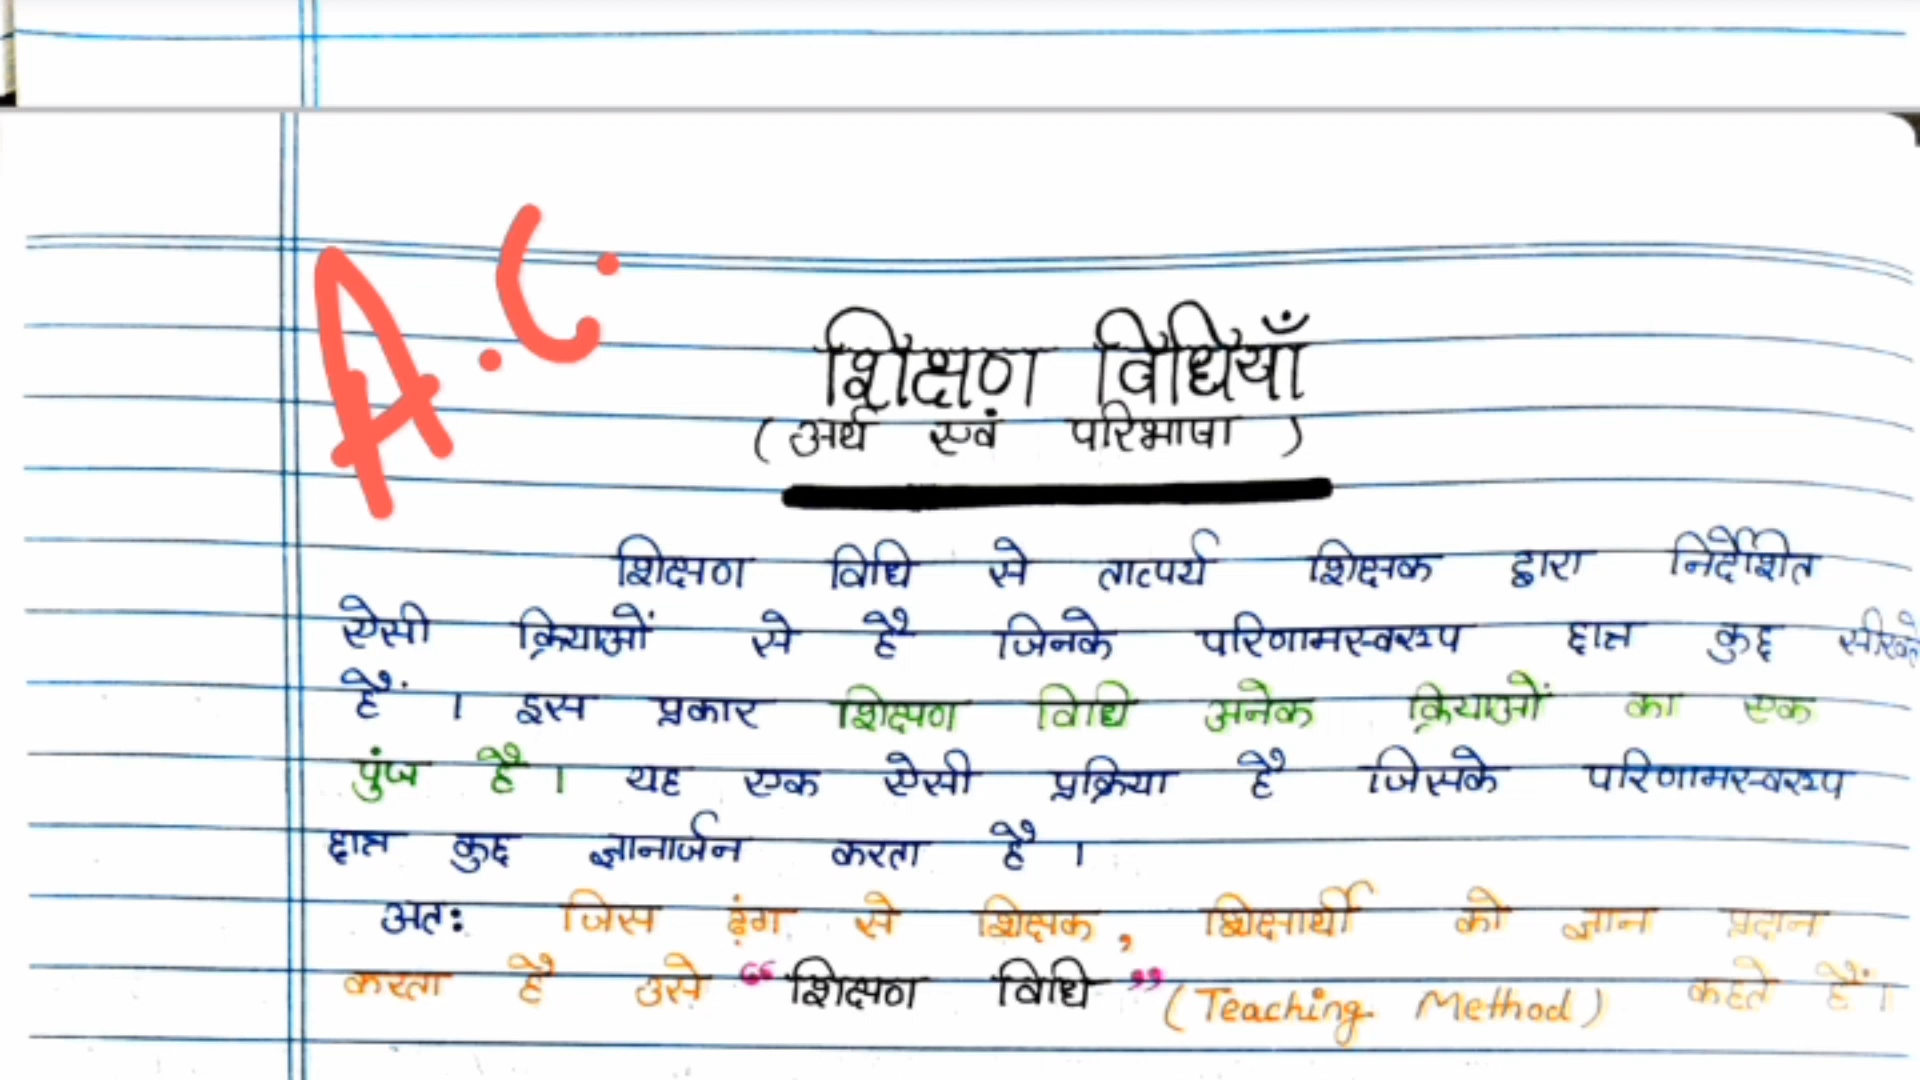 A.C.
शिक्षण विधियाँ
( अर्थ एवं परिभाषा )
शिक्षण विधि से तात्पर्य शिक्षक द्वारा निर्देशित
ऐसी क्रियाओं से है जिनके परिणामस्वरूप छात्र कुछ सीखते
हैं । इस प्रकार शिक्षण विधि अनेक क्रियाओं का एक
पुंज है । यह एक ऐसी प्रक्रिया है जिसके परिणामस्वरूप
छात्र कुछ ज्ञानार्जन करता है ।
अतः जिस ढ़ंग से शिक्षक , शिक्षार्थी को ज्ञान प्रदान
करता है उसे “ शिक्षण विधि ” (Teaching Method) कहते हैं ।